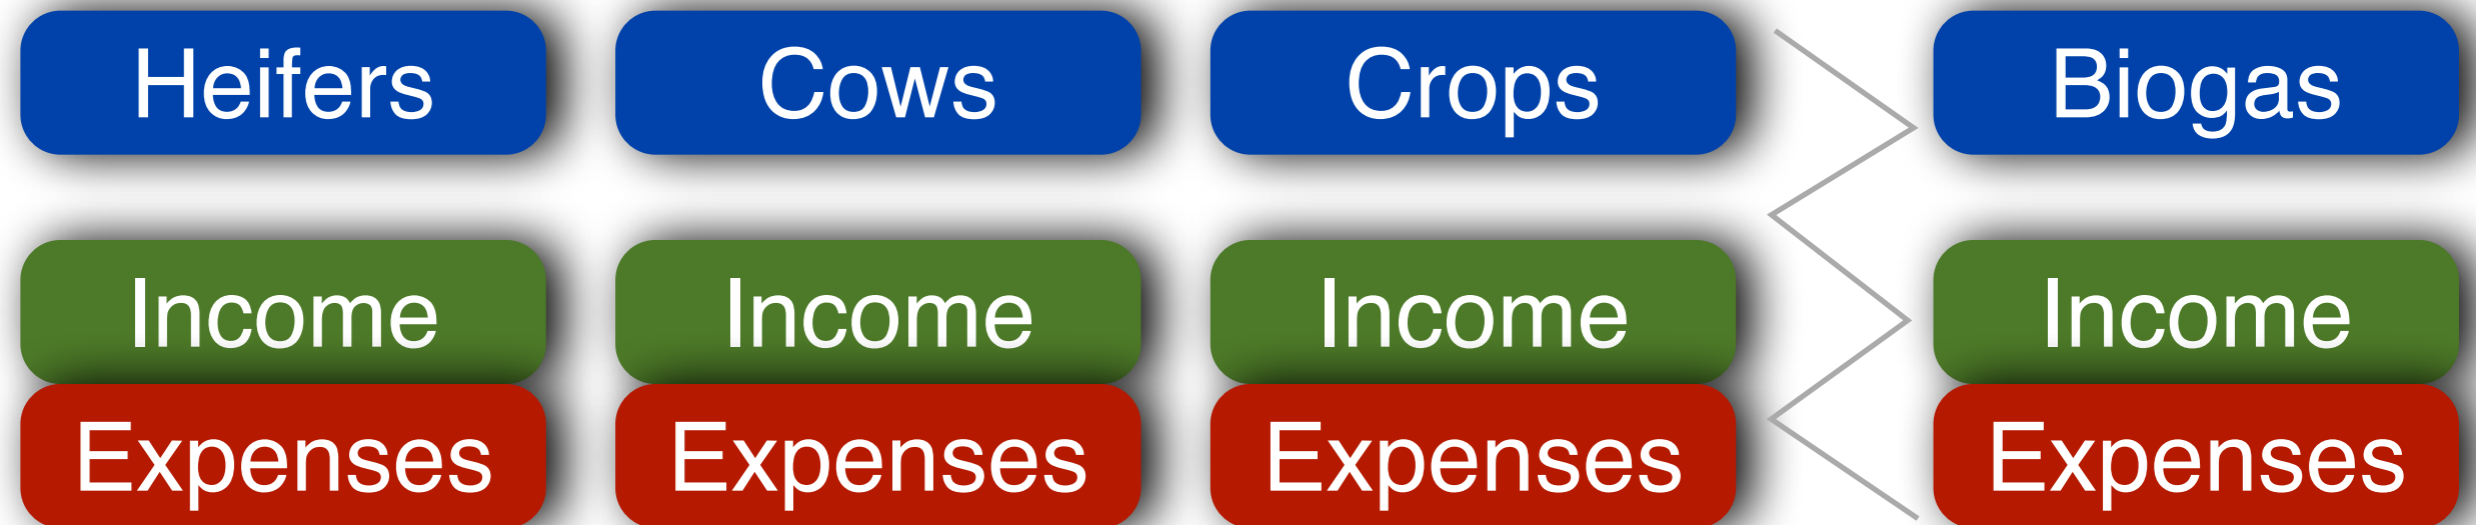 Heifers Cows Crops Biogas
Income Income Income Income
Expenses Expenses Expenses Expenses